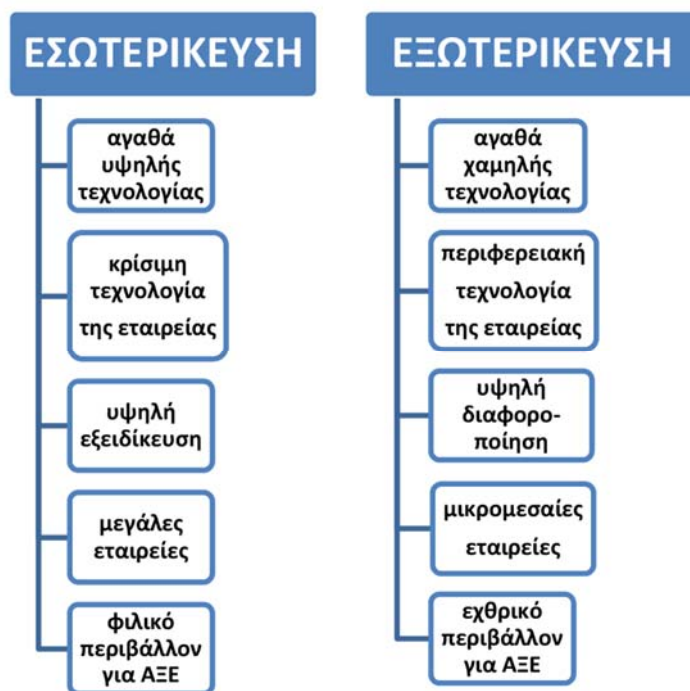 ΕΣΩΤΕΡΙΚΕΥΣΗ
αγαθά
υψηλής
τεχνολογίας
κρίσιμη
τεχνολογία
της εταιρείας
υψηλή
εξειδίκευση
μεγάλες
εταιρείες
φιλικό
περιβάλλον
για ΑΞΕ
ΕΞΩΤΕΡΙΚΕΥΣΗ
αγαθά
χαμηλής
τεχνολογίας
περιφερειακή
τεχνολογία
της εταιρείας
υψηλή
διαφορο-
ποίηση
μικρομεσαίες
εταιρείες
εχθρικό
περιβάλλον
για ΑΞΕ